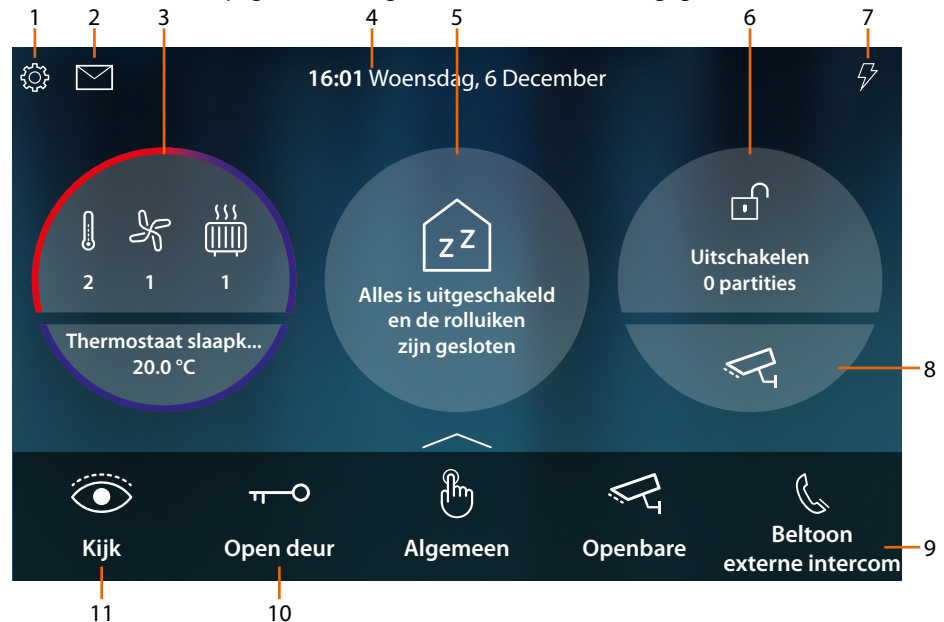 1 2 3 4 5 6 7
16:01 Woensdag, 6 December
2 1 1
Thermostaat slaapk...
20.0 °C
z Z
Alles is uitgeschakeld
en de rolluiken
zijn gesloten
Uitschakelen
0 partities
8
Kijk
Open deur
Algemeen
Openbare
Beltoon
externe intercom
9
11 10